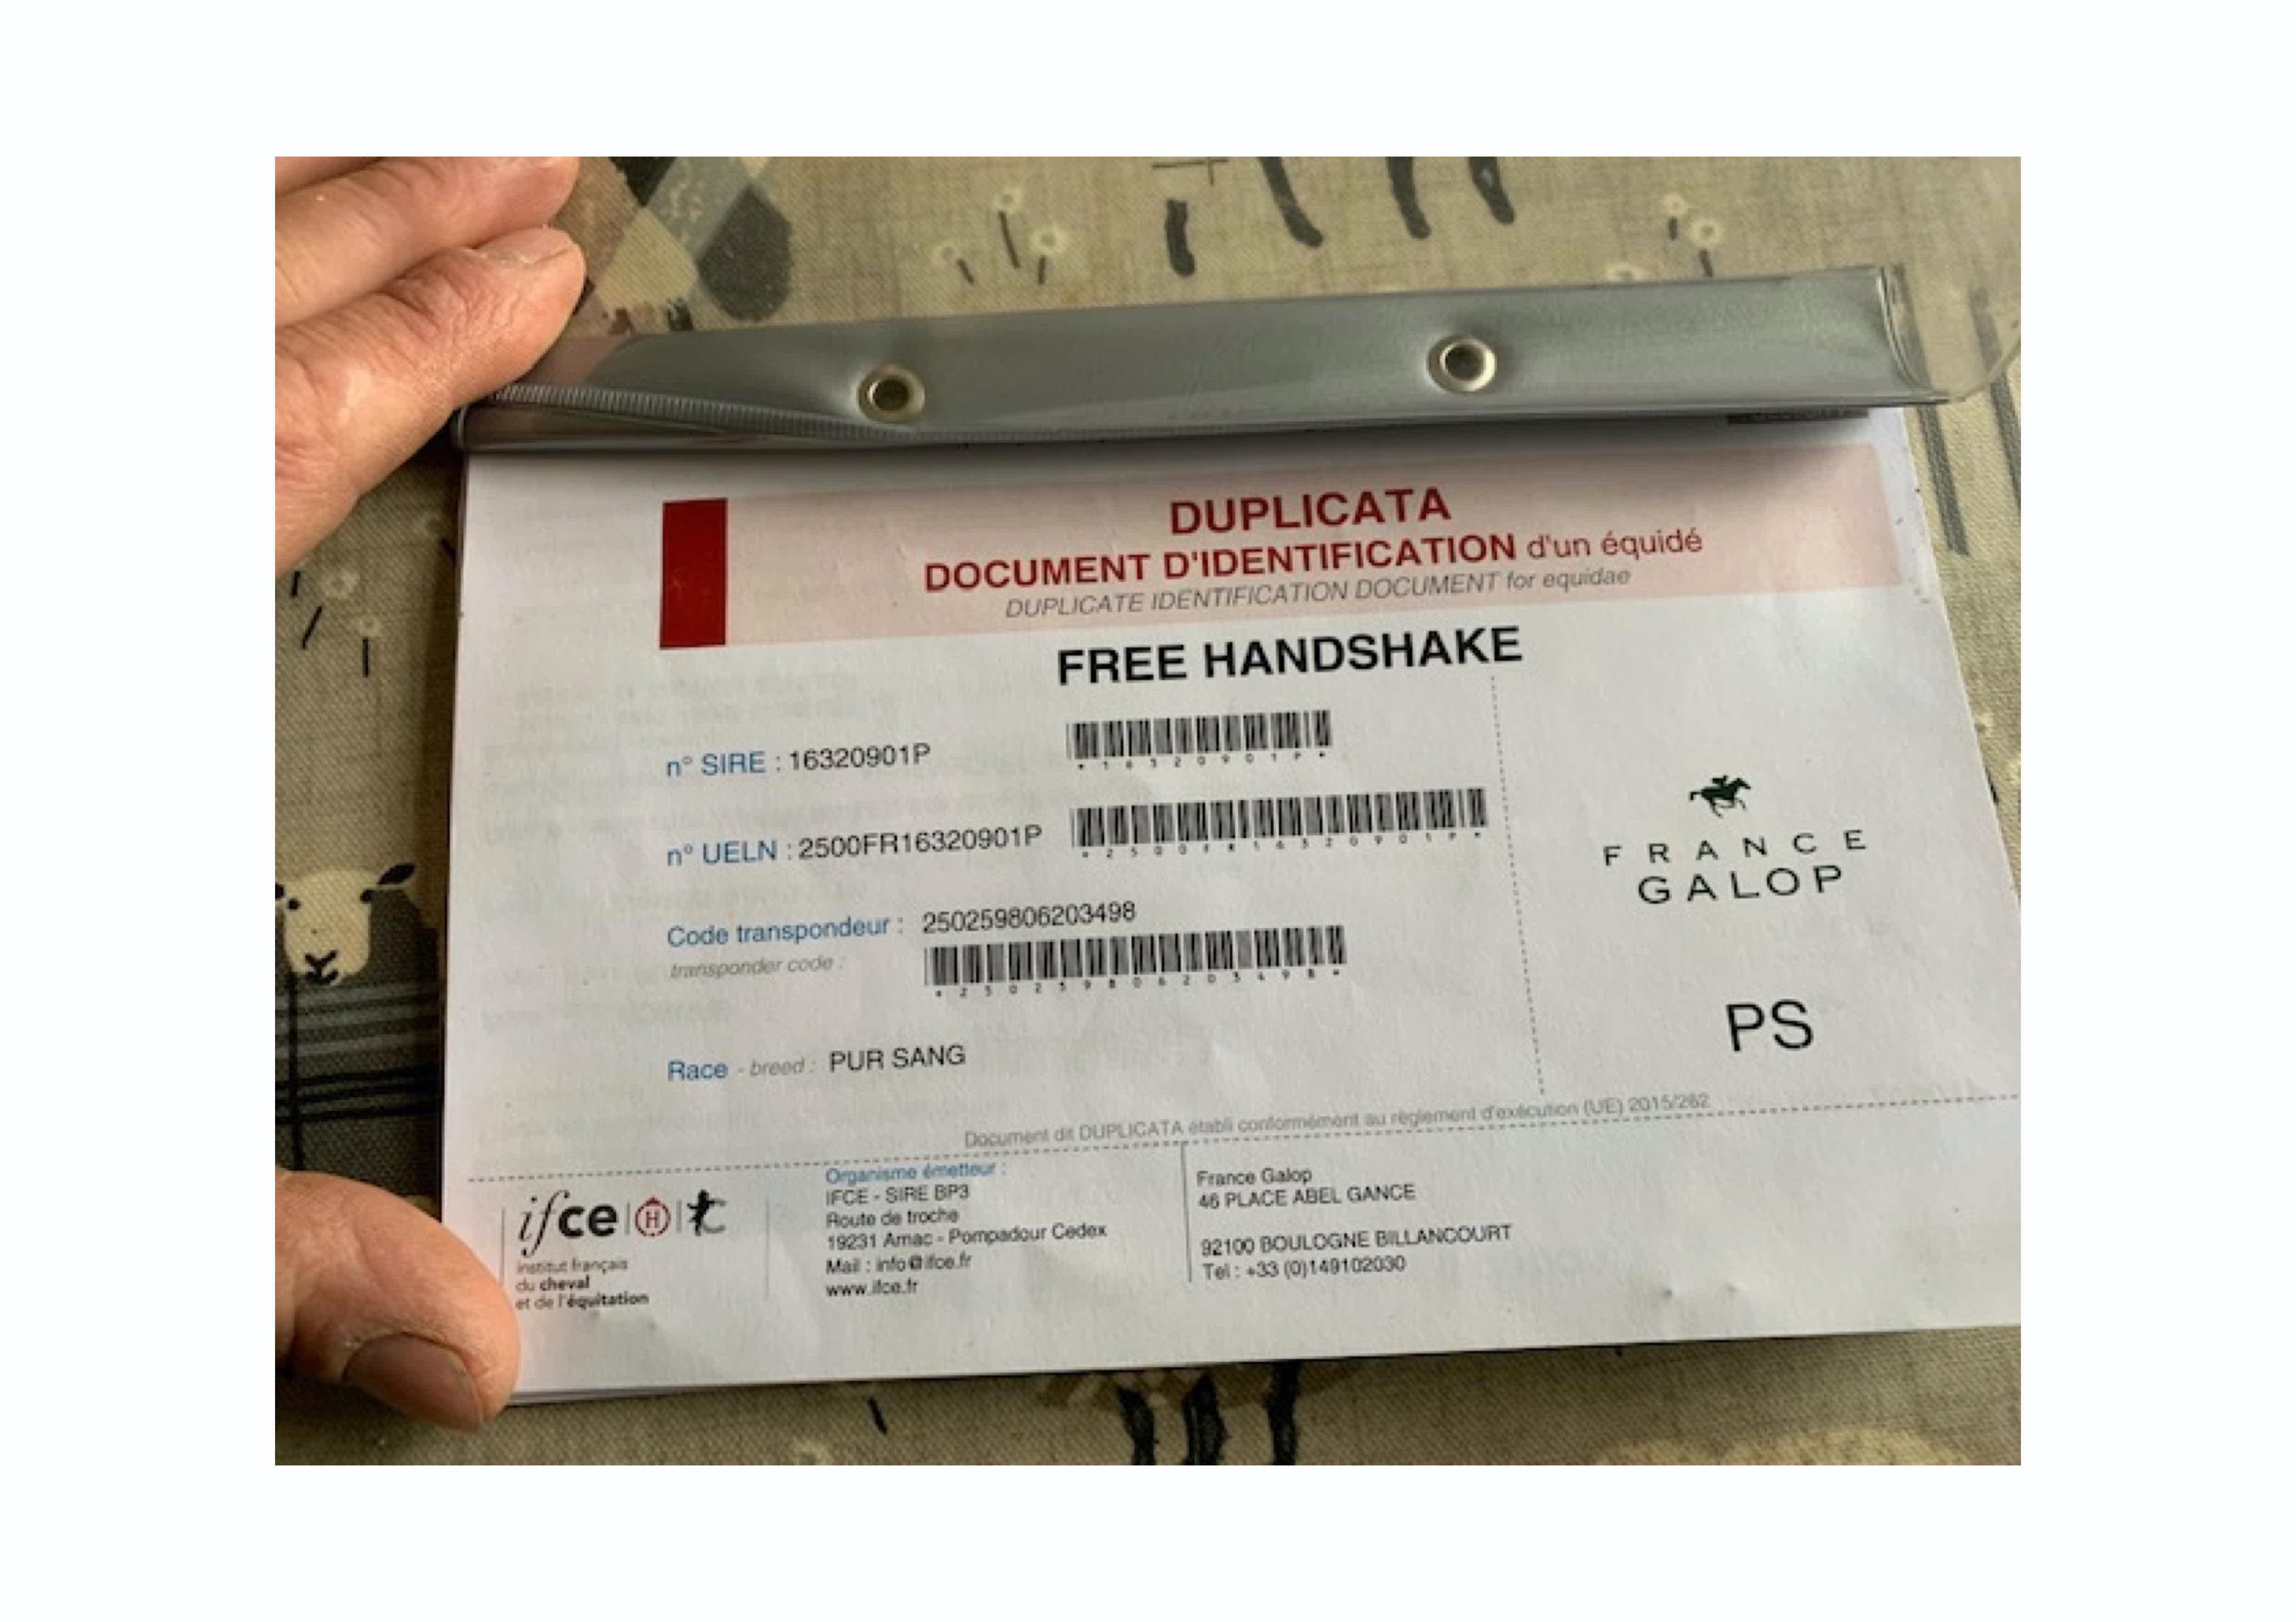 DUPLICATA
DOCUMENT D'IDENTIFICATION d'un équidé
DUPLICATE IDENTIFICATION DOCUMENT for equidae
FREE HANDSHAKE
n° SIRE : 16320901P
*16320901P*
n° UELN : 2500FR16320901P
*2500FR16320901P*
Code transpondeur : 250259806203498
transponder code :
*250259806203498*
Race - breed : PUR SANG
FRANCE
GALOP
PS
Document dit DUPLICATA établi conformément au règlement d'exécution (UE) 2015/262
ifce
institut français
du cheval
et de l'équitation
Organisme émetteur :
IFCE - SIRE BP3
Route de troche
19231 Arnac - Pompadour Cedex
Mail : info@ifce.fr
www.ifce.fr
France Galop
46 PLACE ABEL GANCE
92100 BOULOGNE BILLANCOURT
Tel : +33 (0)149102030